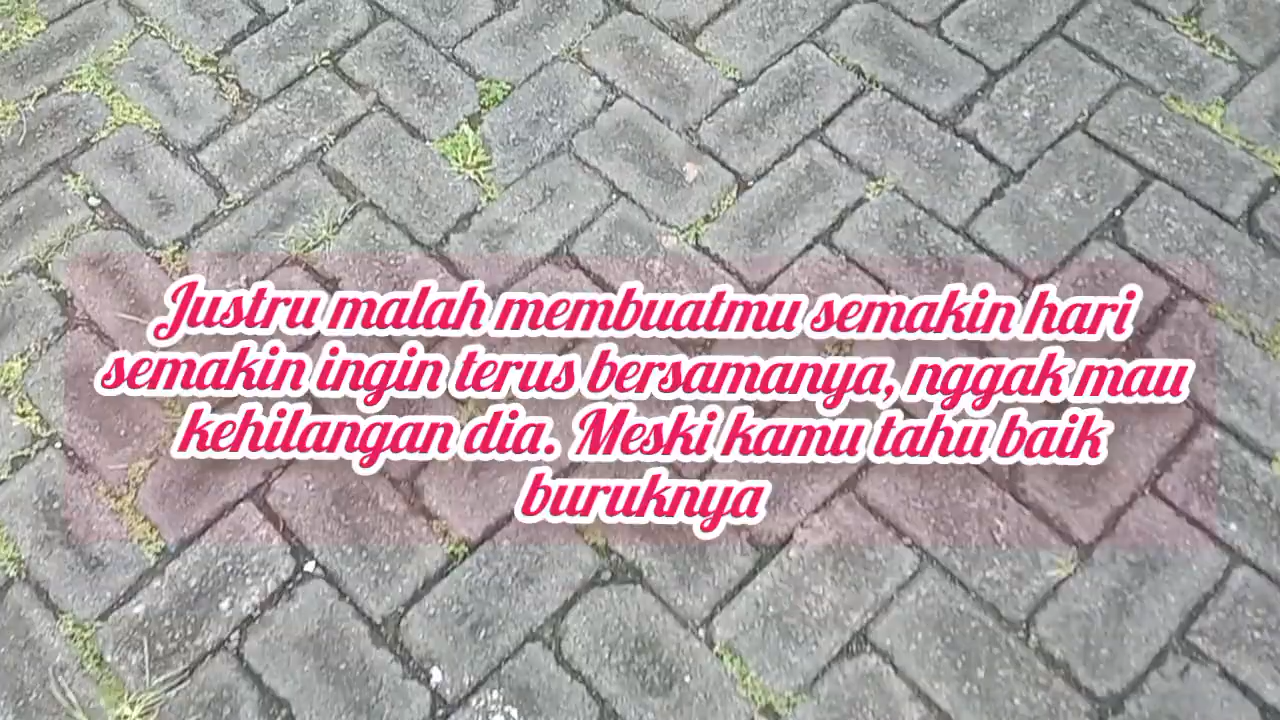 Justru malah membuatmu semakin hari
semakin ingin terus bersamanya, nggak mau
kehilangan dia. Meski kamu tahu baik
buruknya